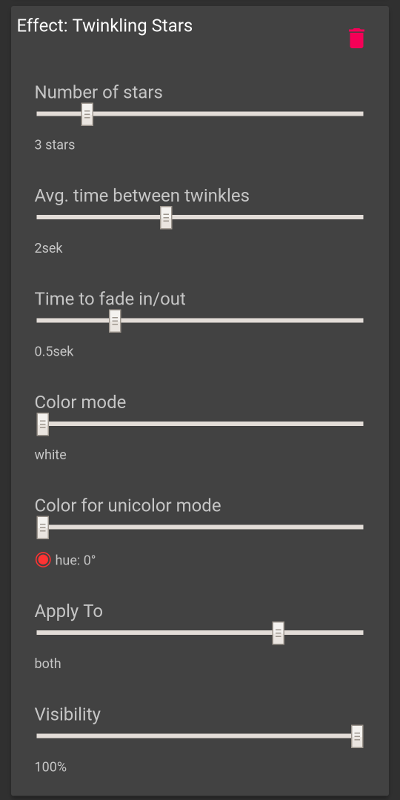 Effect: Twinkling Stars
Number of stars
3 stars
Avg. time between twinkles
2sek
Time to fade in/out
0.5sek
Color mode
white
Color for unicolor mode
hue: 0°
Apply To
both
Visibility
100%